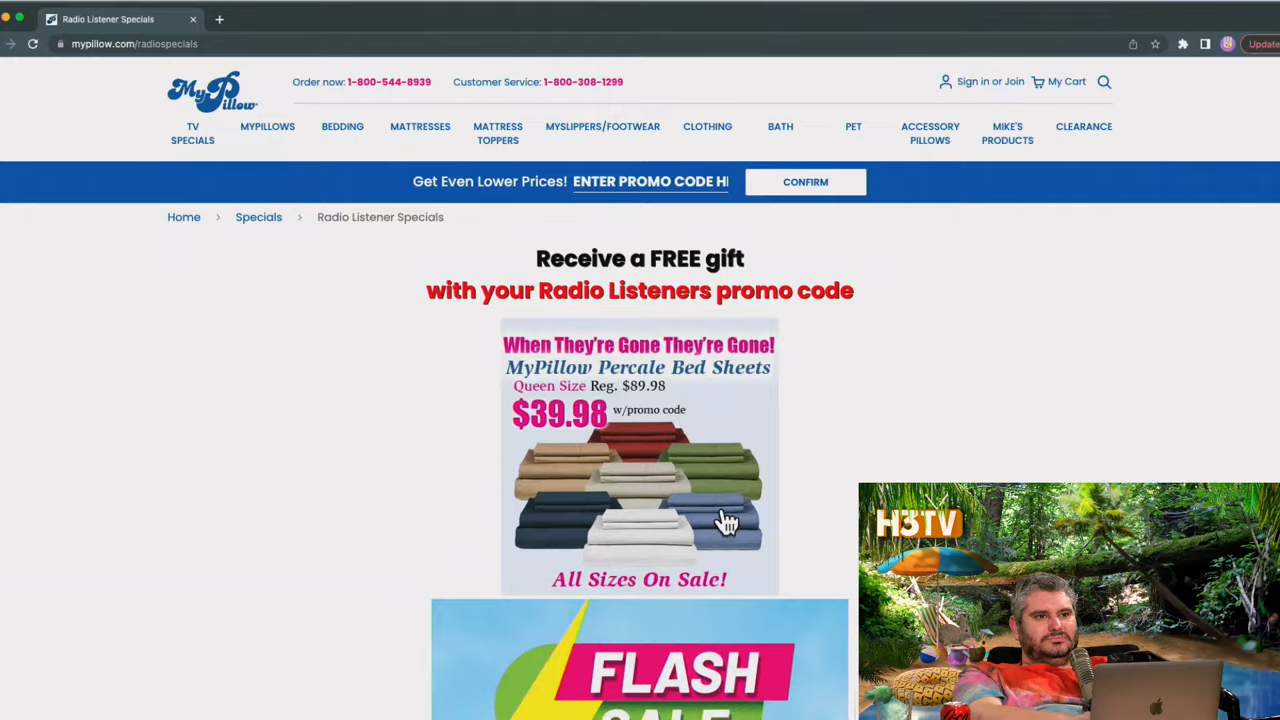 Radio Listener Specials
mypillow.com/radiospecials
Update
MyPillow
Order now: 1-800-544-8939
Customer Service: 1-800-308-1299
Sign in or Join
My Cart
TV SPECIALS
MYPILLOWS
BEDDING
MATTRESSES
MATTRESS TOPPERS
MYSLIPPERS/FOOTWEAR
CLOTHING
BATH
PET
ACCESSORY PILLOWS
MIKE'S PRODUCTS
CLEARANCE
Get Even Lower Prices! ENTER PROMO CODE H
CONFIRM
Home > Specials > Radio Listener Specials
Receive a FREE gift
with your Radio Listeners promo code
When They're Gone They're Gone!
MyPillow Percale Bed Sheets
Queen Size Reg. $89.98
$39.98 w/promo code
All Sizes On Sale!
H3TV
FLASH
SALE